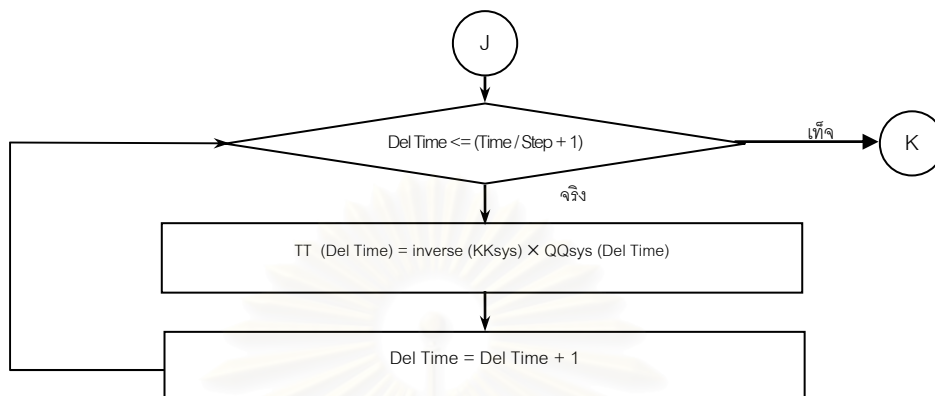 J
Del Time <= (Time / Step + 1)
เท็จ
K
จริง
TT (Del Time) = inverse (KKsys) × QQsys (Del Time)
Del Time = Del Time + 1